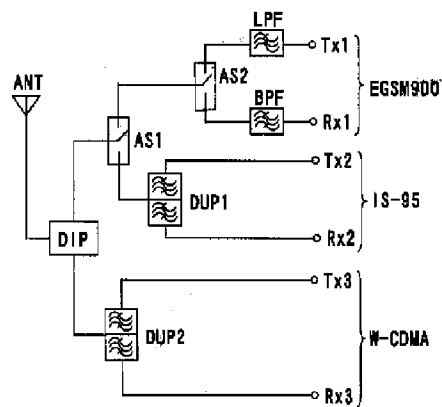 LPF
Tx1
ANT
AS2
EGSM900
BPF
Rx1
AS1
Tx2
DUP1
IS-95
Rx2
DIP
Tx3
DUP2
W-CDMA
Rx3